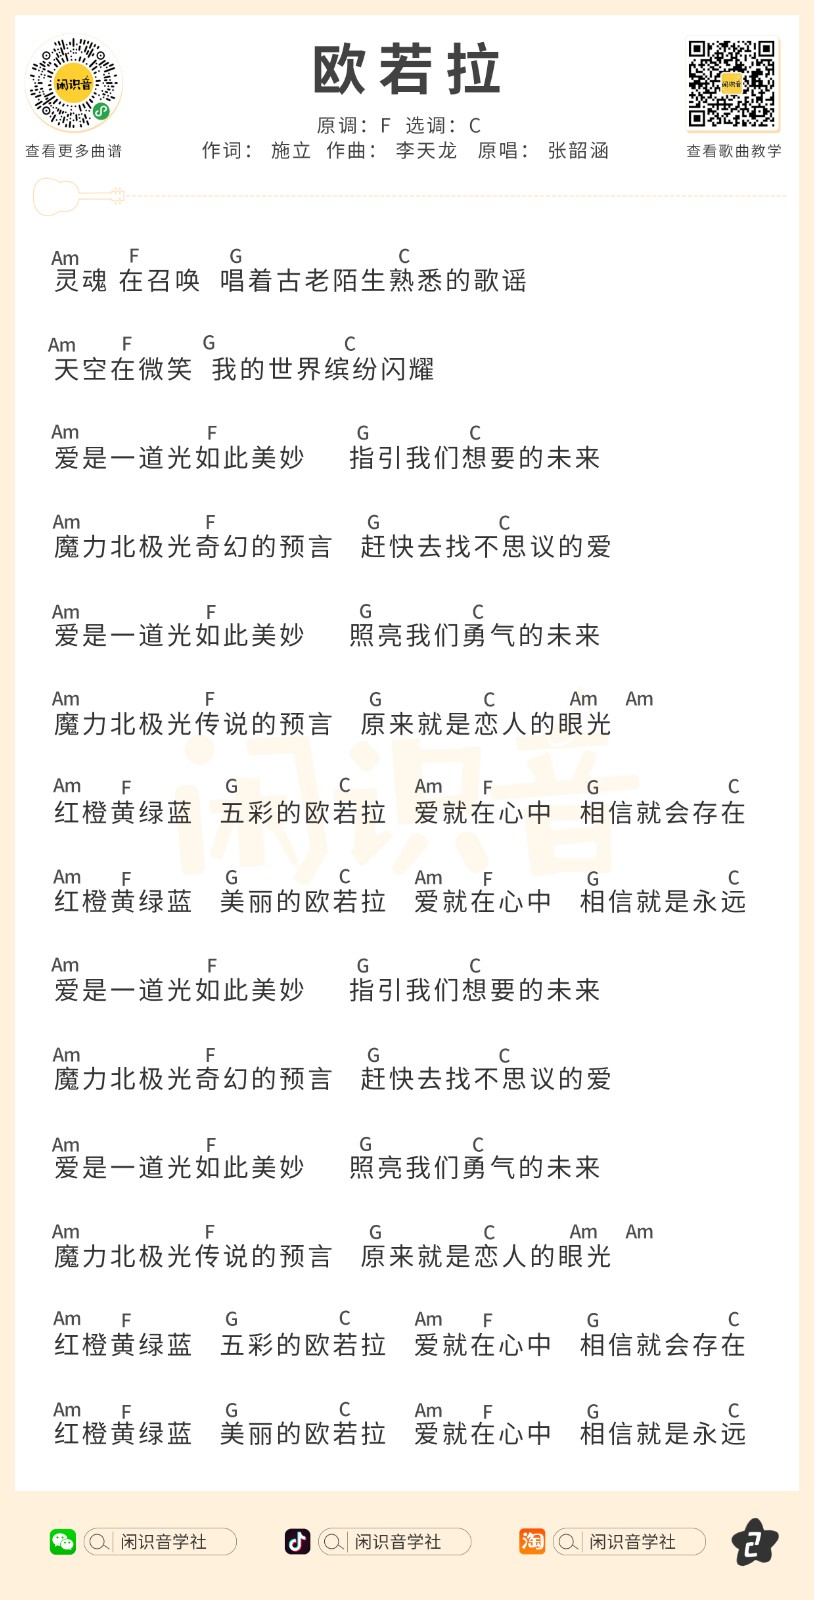 闲识音
闲识音
欧若拉
原调：F 选调：C
查看更多曲谱
作词： 施立 作曲： 李天龙 原唱： 张韶涵
查看歌曲教学
Am F G C
灵魂 在召唤 唱着古老陌生熟悉的歌谣
Am F G C
天空在微笑 我的世界缤纷闪耀
Am F G C
爱是一道光如此美妙 指引我们想要的未来
Am F G C
魔力北极光奇幻的预言 赶快去找不思议的爱
Am F G C
爱是一道光如此美妙 照亮我们勇气的未来
Am F G C Am Am
魔力北极光传说的预言 原来就是恋人的眼光
闲识音
Am F G C Am F G C
红橙黄绿蓝 五彩的欧若拉 爱就在心中 相信就会存在
Am F G C Am F G C
红橙黄绿蓝 美丽的欧若拉 爱就在心中 相信就是永远
Am F G C
爱是一道光如此美妙 指引我们想要的未来
Am F G C
魔力北极光奇幻的预言 赶快去找不思议的爱
Am F G C
爱是一道光如此美妙 照亮我们勇气的未来
Am F G C Am Am
魔力北极光传说的预言 原来就是恋人的眼光
Am F G C Am F G C
红橙黄绿蓝 五彩的欧若拉 爱就在心中 相信就会存在
Am F G C Am F G C
红橙黄绿蓝 美丽的欧若拉 爱就在心中 相信就是永远
闲识音学社 闲识音学社 淘 闲识音学社 2